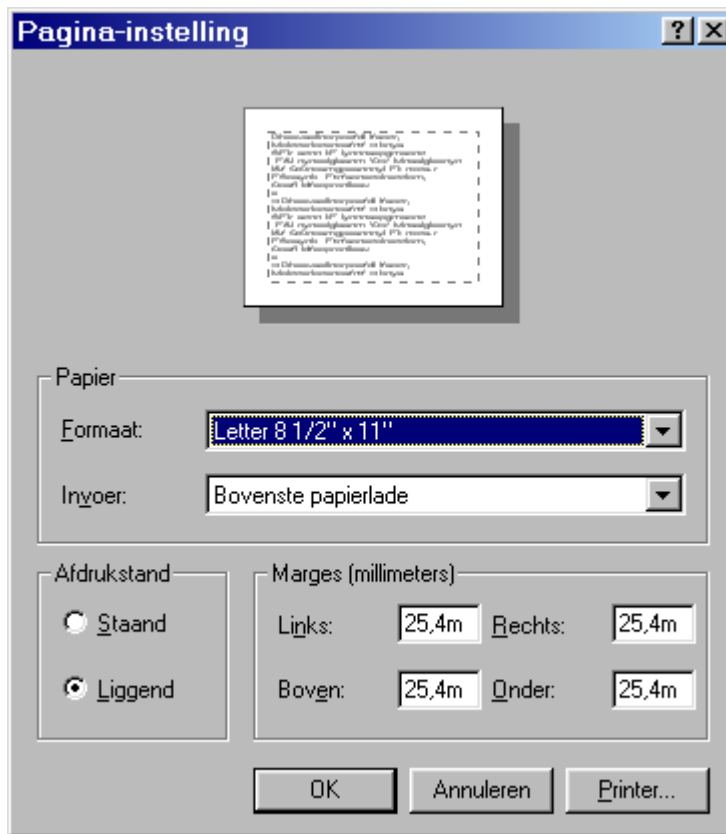 Pagina-instelling
Papier
Formaat: Letter 8 1/2" x 11"
Invoer: Bovenste papierlade
Afdrukstand
Staand
Liggend
Marges (millimeters)
Links: 25,4m Rechts: 25,4m
Boven: 25,4m Onder: 25,4m
OK Annuleren Printer...